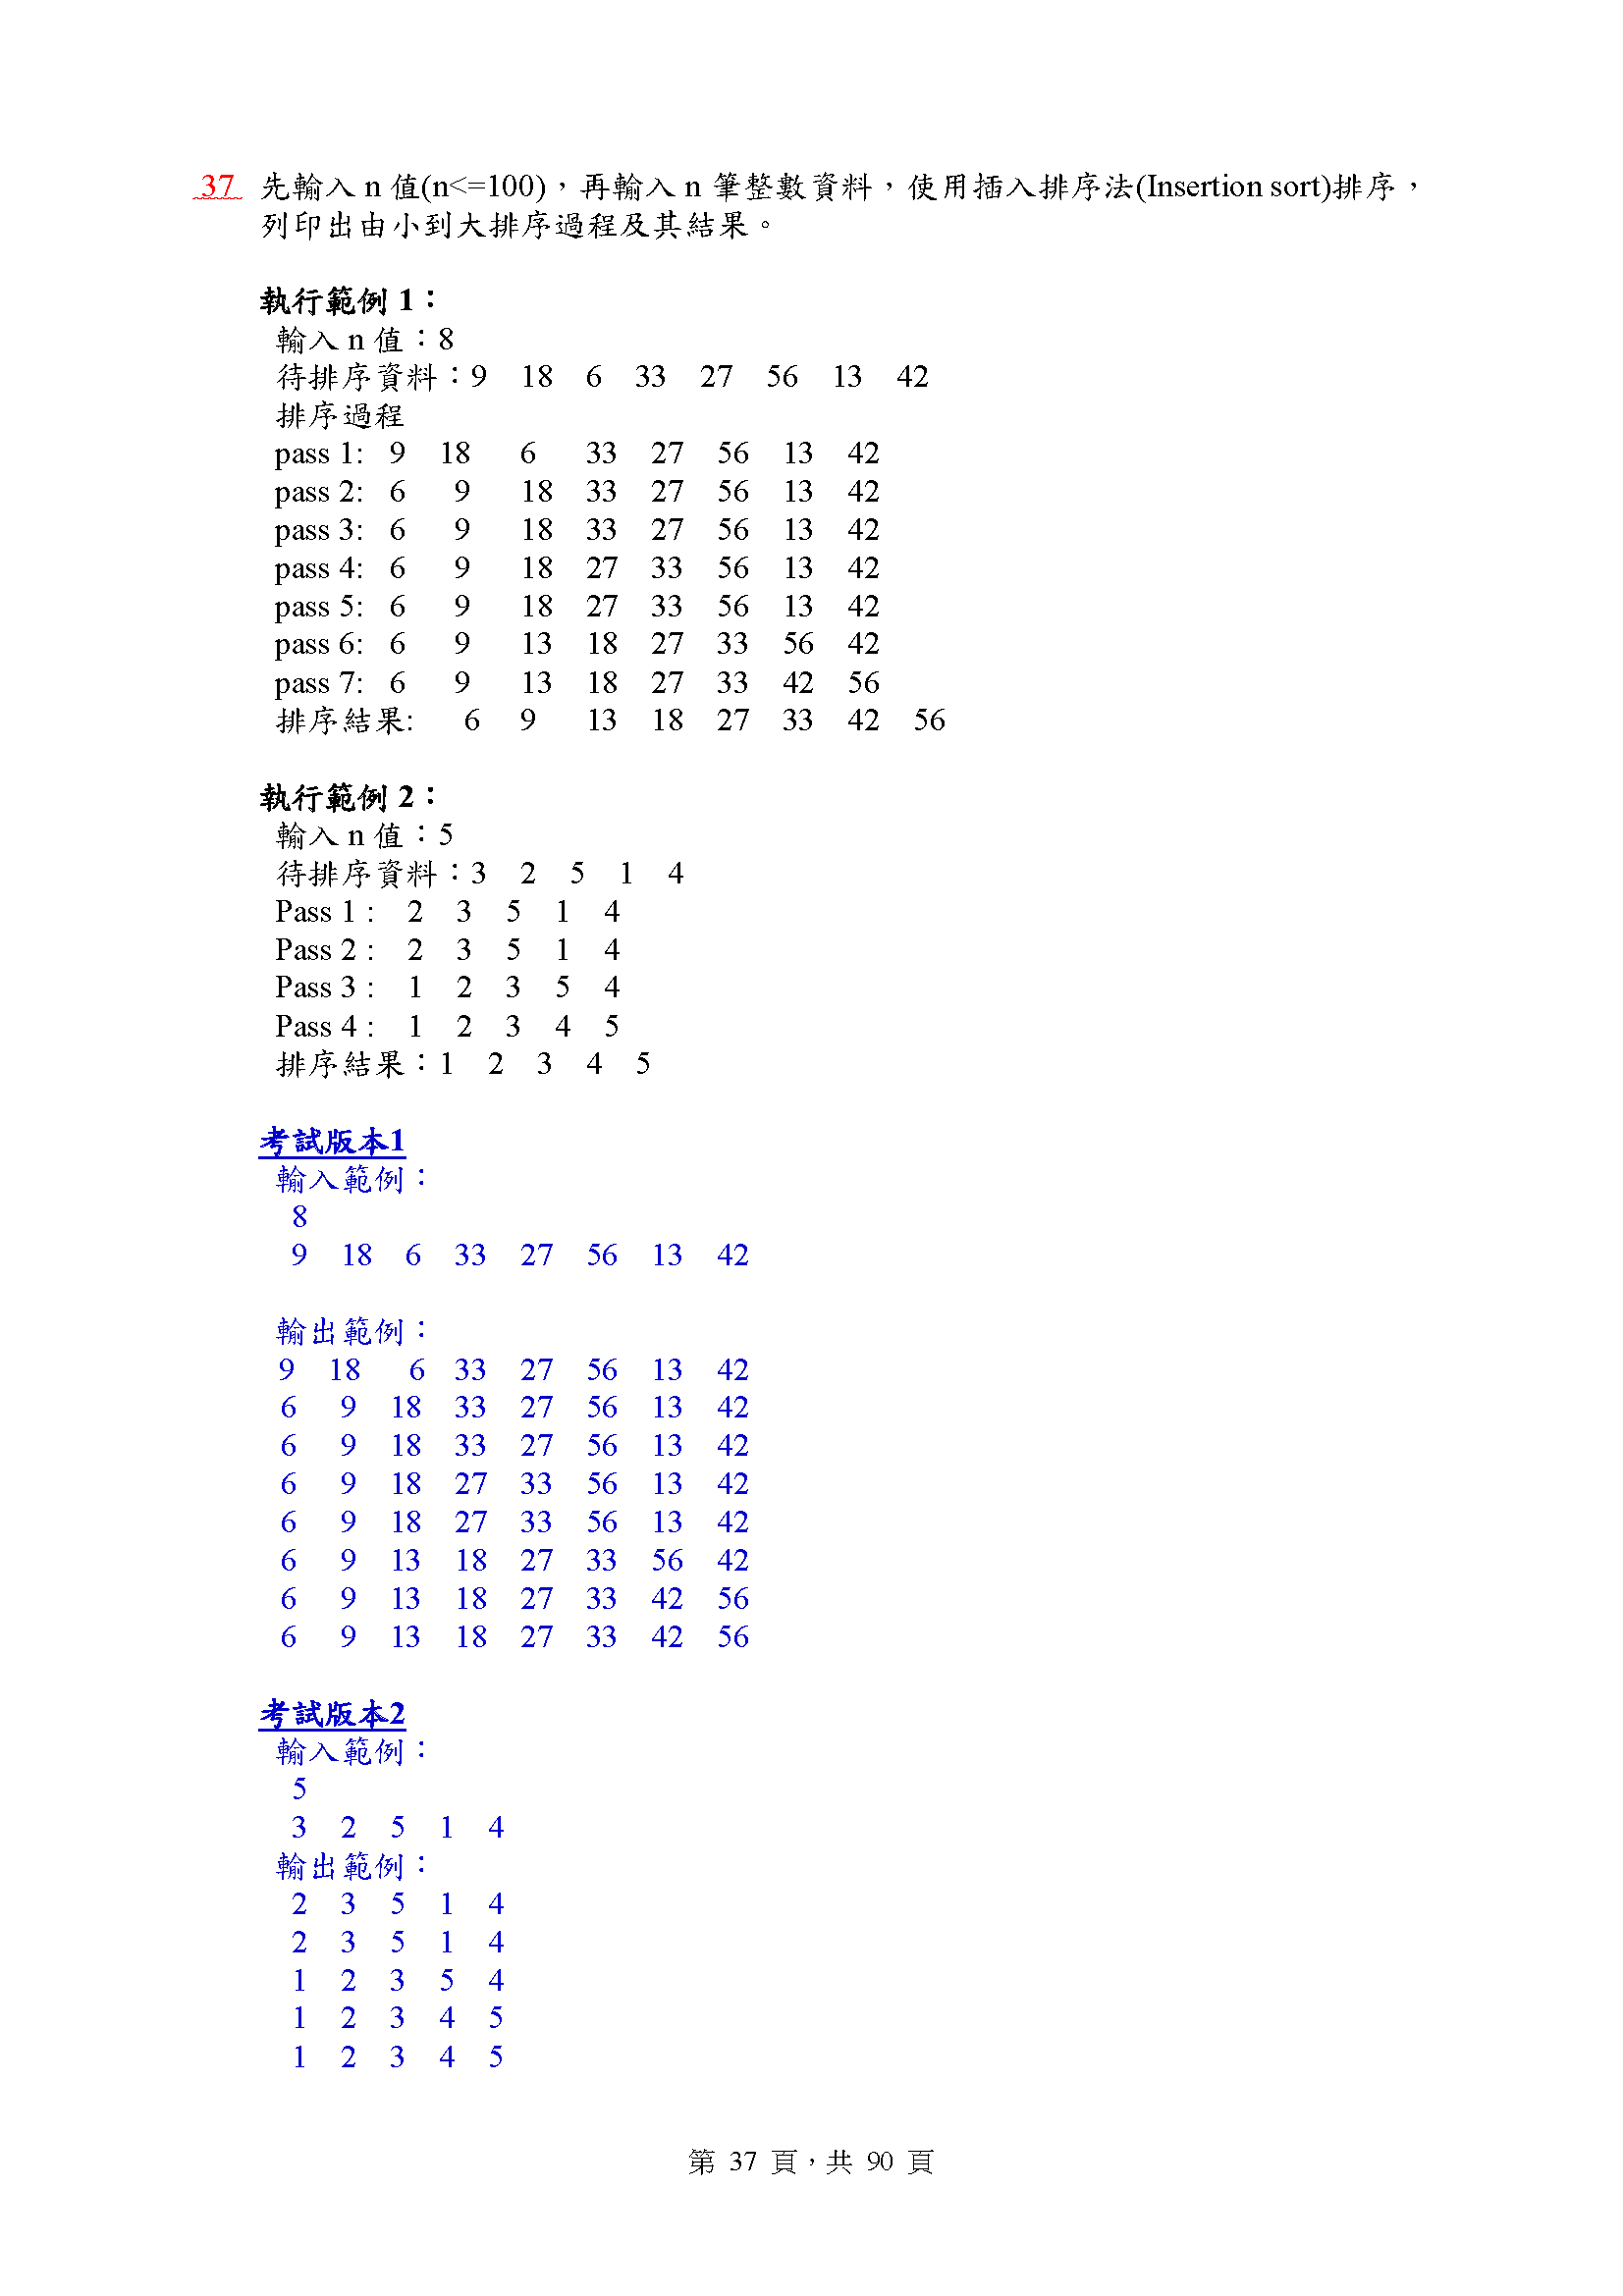 37 先輸入 n 值(n<=100)，再輸入 n 筆整數資料，使用插入排序法(Insertion sort)排序，
列印出由小到大排序過程及其結果。
執行範例 1：
輸入 n 值：8
待排序資料：9 18 6 33 27 56 13 42
排序過程
pass 1: 9 18 6 33 27 56 13 42
pass 2: 6 9 18 33 27 56 13 42
pass 3: 6 9 18 33 27 56 13 42
pass 4: 6 9 18 27 33 56 13 42
pass 5: 6 9 18 27 33 56 13 42
pass 6: 6 9 13 18 27 33 56 42
pass 7: 6 9 13 18 27 33 42 56
排序結果: 6 9 13 18 27 33 42 56
執行範例 2：
輸入 n 值：5
待排序資料：3 2 5 1 4
Pass 1 : 2 3 5 1 4
Pass 2 : 2 3 5 1 4
Pass 3 : 1 2 3 5 4
Pass 4 : 1 2 3 4 5
排序結果：1 2 3 4 5
考試版本1
輸入範例：
8
9 18 6 33 27 56 13 42
輸出範例：
9 18 6 33 27 56 13 42
6 9 18 33 27 56 13 42
6 9 18 33 27 56 13 42
6 9 18 27 33 56 13 42
6 9 18 27 33 56 13 42
6 9 13 18 27 33 56 42
6 9 13 18 27 33 42 56
6 9 13 18 27 33 42 56
考試版本2
輸入範例：
5
3 2 5 1 4
輸出範例：
2 3 5 1 4
2 3 5 1 4
1 2 3 5 4
1 2 3 4 5
1 2 3 4 5
第 37 頁，共 90 頁